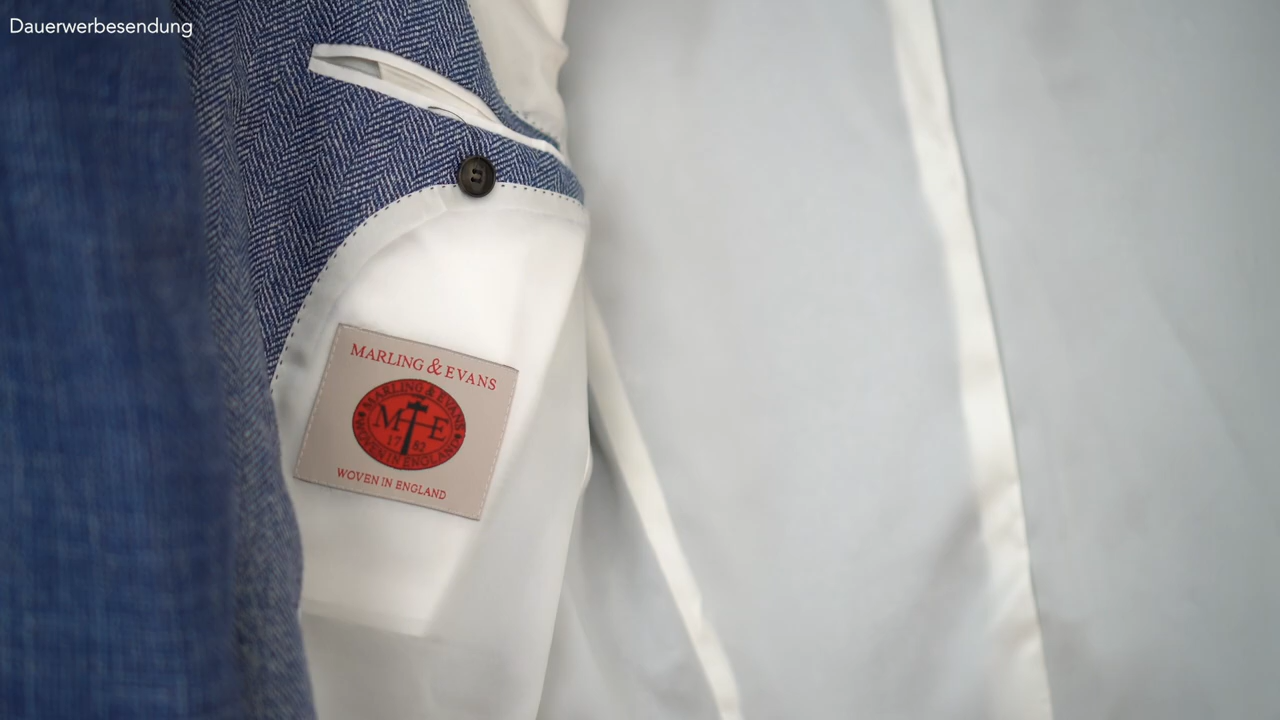 Dauerwerbesendung
MARLING & EVANS
MARLING & EVANS
M E
17 82
WOVEN IN ENGLAND
WOVEN IN ENGLAND